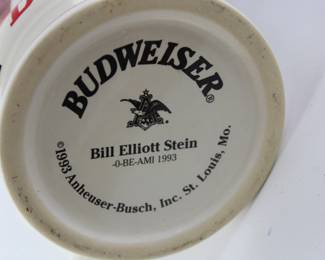 BUDWEISER®
Bill Elliott Stein
-0-BE-AMI 1993
©1993 Anheuser-Busch, Inc. St. Louis, Mo.